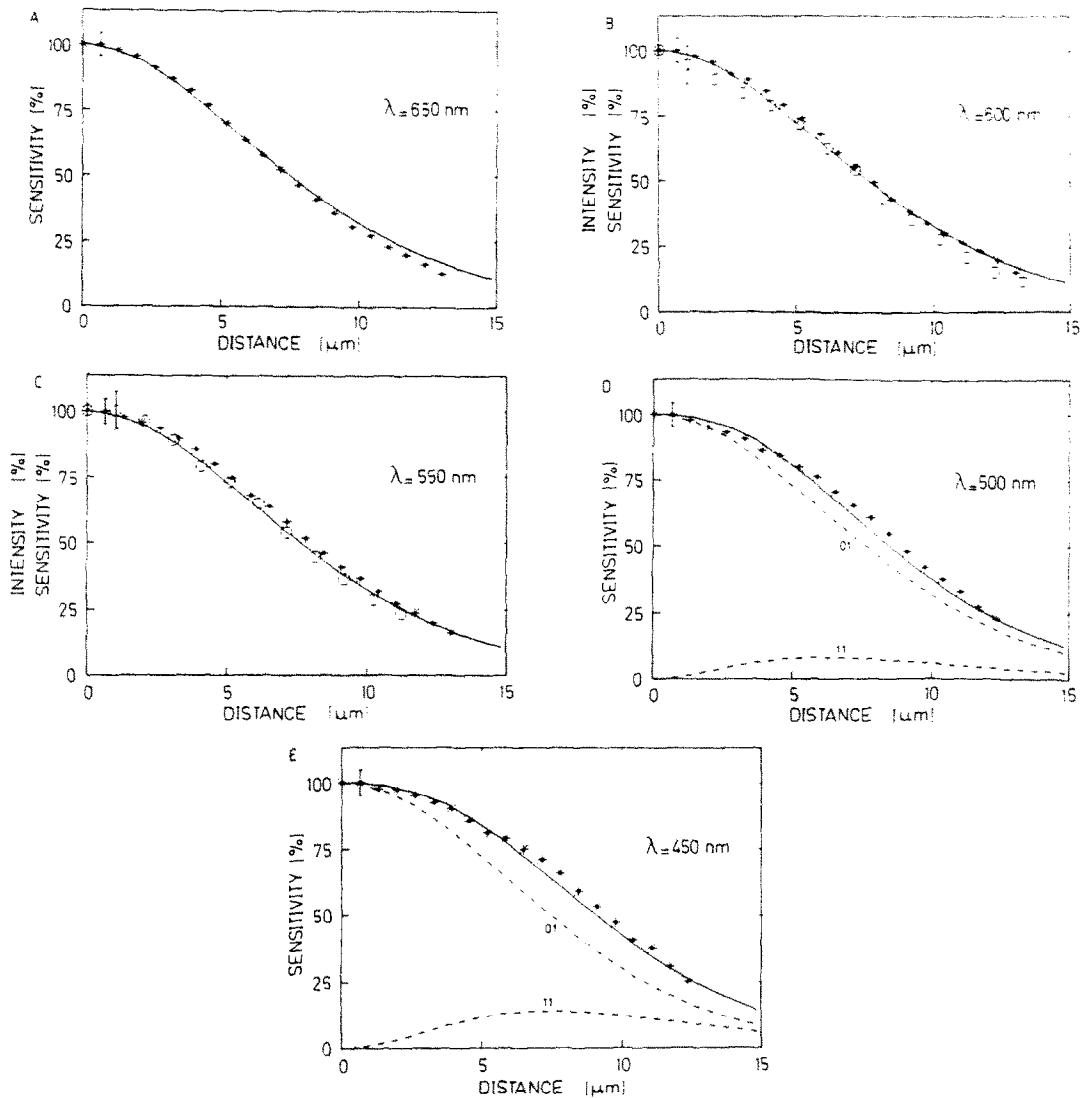 A
100
75
50
25
0
SENSITIVITY [%]
λ=650 nm
0 5 10 15
DISTANCE [μm]
B
100
75
50
25
0
INTENSITY [%]
SENSITIVITY [%]
λ=600 nm
0 5 10 15
DISTANCE [μm]
C
100
75
50
25
0
INTENSITY [%]
SENSITIVITY [%]
λ=550 nm
0 5 10 15
DISTANCE [μm]
D
100
75
50
25
0
SENSITIVITY [%]
λ=500 nm
01
11
0 5 10 15
DISTANCE [μm]
E
100
75
50
25
0
SENSITIVITY [%]
λ=450 nm
01
11
0 5 10 15
DISTANCE [μm]